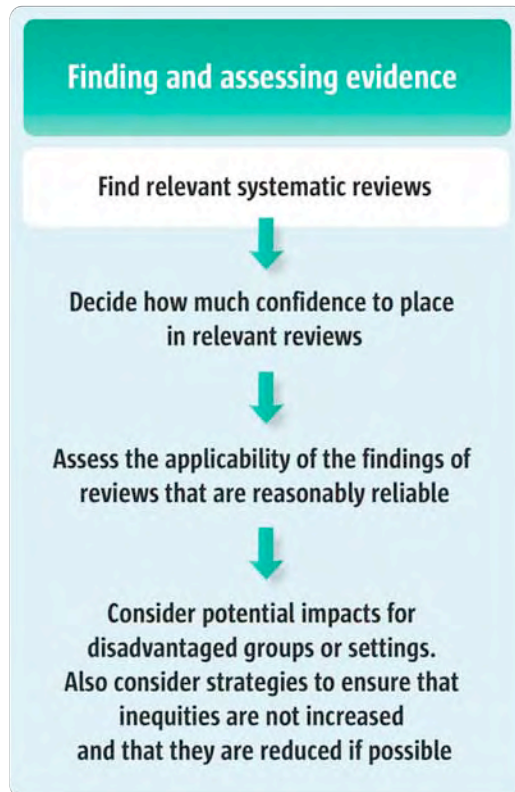 Finding and assessing evidence
Find relevant systematic reviews
Decide how much confidence to place
in relevant reviews
Assess the applicability of the findings of
reviews that are reasonably reliable
Consider potential impacts for
disadvantaged groups or settings.
Also consider strategies to ensure that
inequities are not increased
and that they are reduced if possible